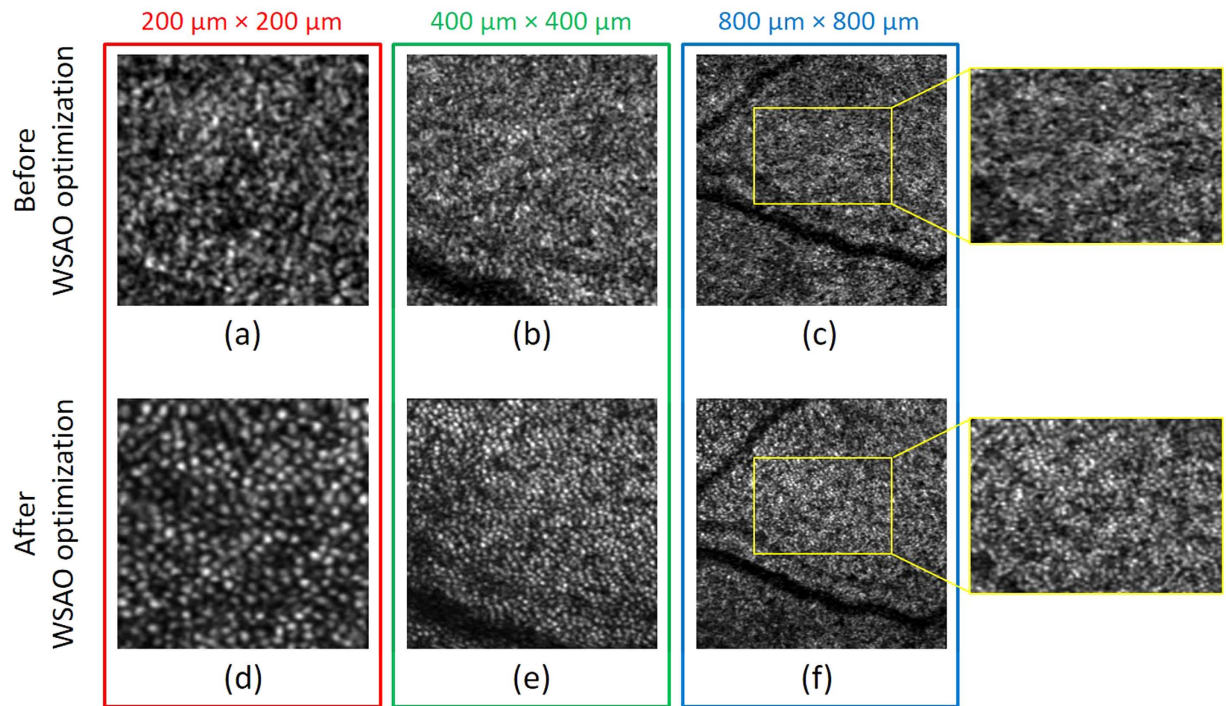 200 μm × 200 μm
400 μm × 400 μm
800 μm × 800 μm
Before
WSAO optimization
(a)
(b)
(c)
After
WSAO optimization
(d)
(e)
(f)